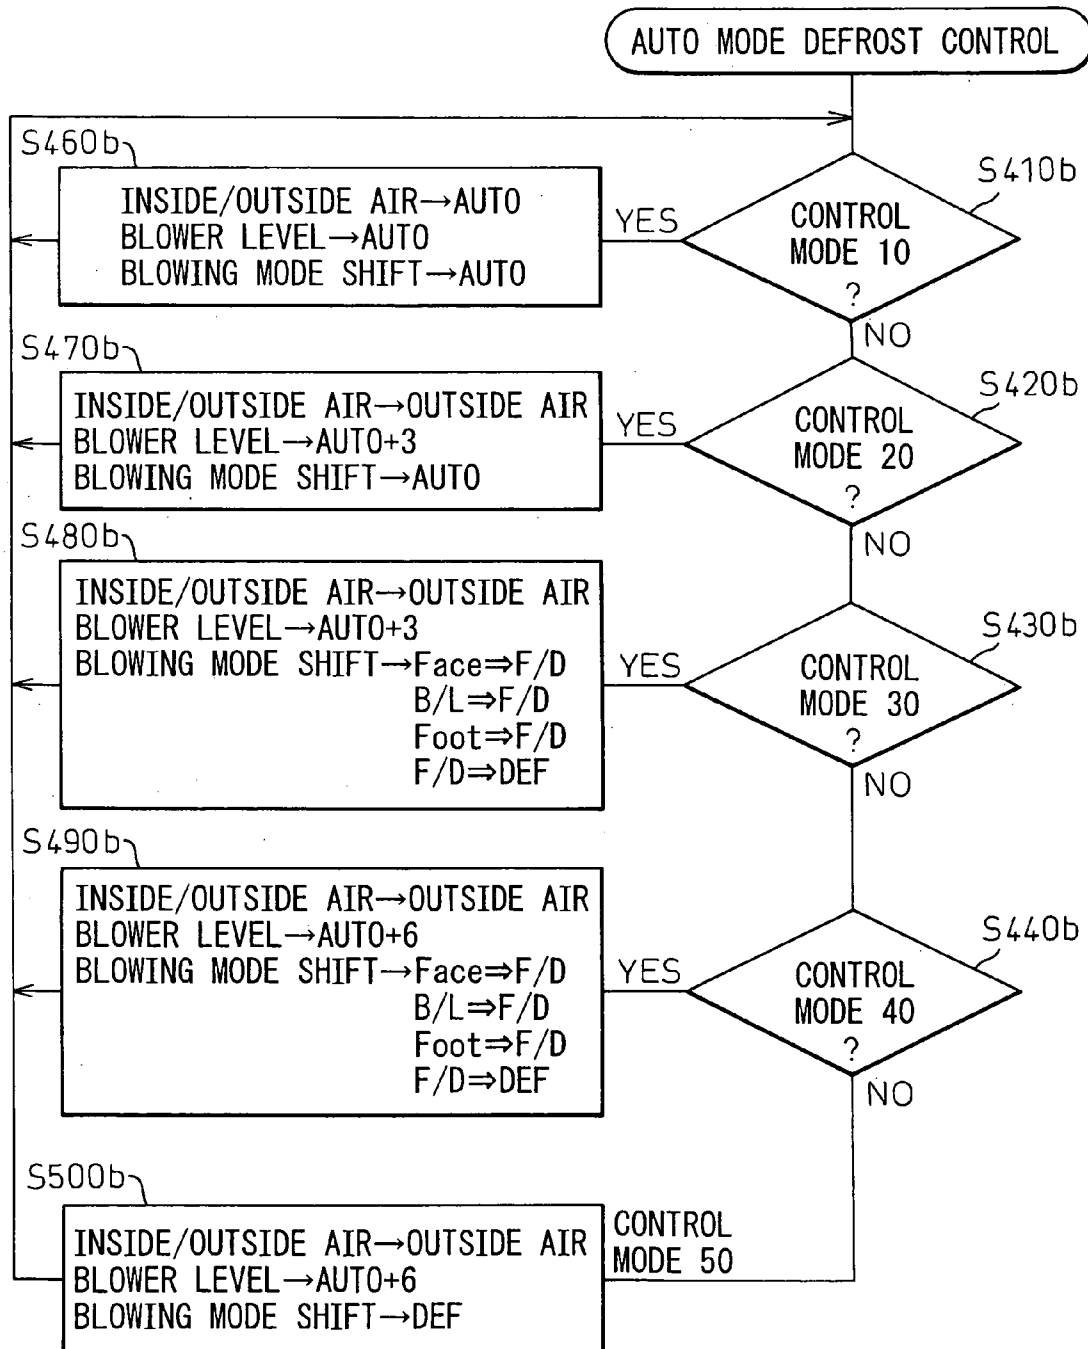 AUTO MODE DEFROST CONTROL
S460b
INSIDE/OUTSIDE AIR→AUTO
BLOWER LEVEL→AUTO
BLOWING MODE SHIFT→AUTO
YES
S410b
CONTROL
MODE 10
?
NO
S470b
INSIDE/OUTSIDE AIR→OUTSIDE AIR
BLOWER LEVEL→AUTO+3
BLOWING MODE SHIFT→AUTO
YES
S420b
CONTROL
MODE 20
?
NO
S480b
INSIDE/OUTSIDE AIR→OUTSIDE AIR
BLOWER LEVEL→AUTO+3
BLOWING MODE SHIFT→Face⇒F/D
B/L⇒F/D
Foot⇒F/D
F/D⇒DEF
YES
S430b
CONTROL
MODE 30
?
NO
S490b
INSIDE/OUTSIDE AIR→OUTSIDE AIR
BLOWER LEVEL→AUTO+6
BLOWING MODE SHIFT→Face⇒F/D
B/L⇒F/D
Foot⇒F/D
F/D⇒DEF
YES
S440b
CONTROL
MODE 40
?
NO
S500b
INSIDE/OUTSIDE AIR→OUTSIDE AIR
BLOWER LEVEL→AUTO+6
BLOWING MODE SHIFT→DEF
CONTROL
MODE 50